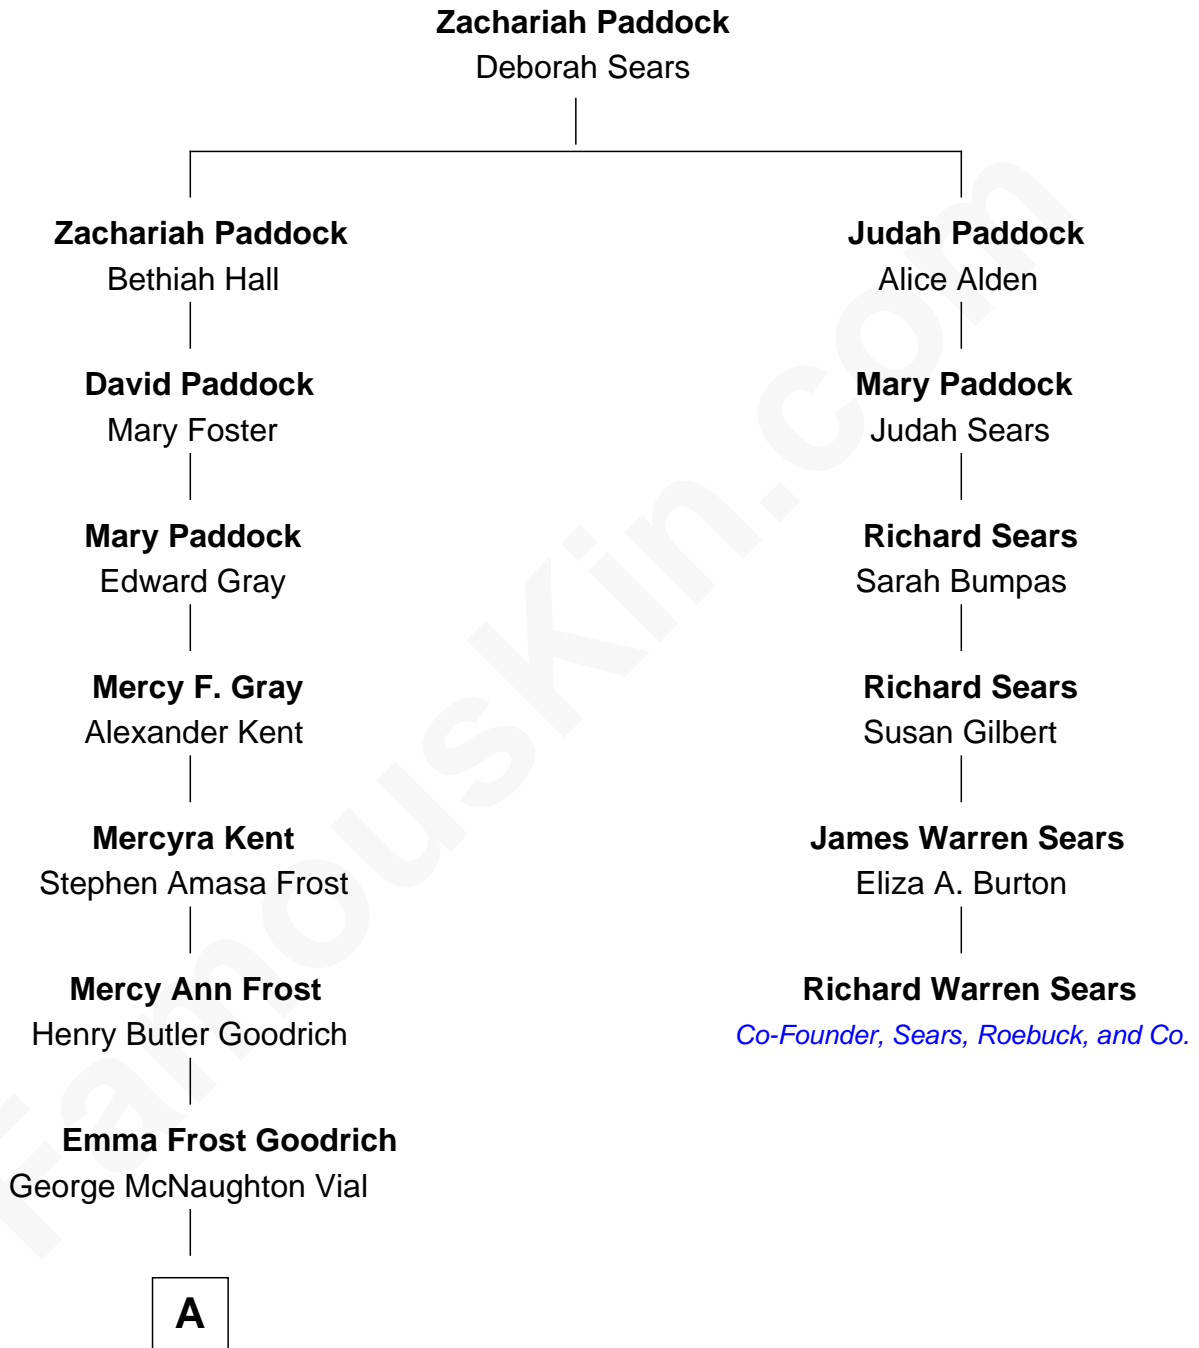 Zachariah Paddock
Deborah Sears
Zachariah Paddock
Bethiah Hall
David Paddock
Mary Foster
Mary Paddock
Edward Gray
Mercy F. Gray
Alexander Kent
Mercyra Kent
Stephen Amasa Frost
Mercy Ann Frost
Henry Butler Goodrich
Emma Frost Goodrich
George McNaughton Vial
A
Judah Paddock
Alice Alden
Mary Paddock
Judah Sears
Richard Sears
Sarah Bumpas
Richard Sears
Susan Gilbert
James Warren Sears
Eliza A. Burton
Richard Warren Sears
Co-Founder, Sears, Roebuck, and Co.
FamousKin.com